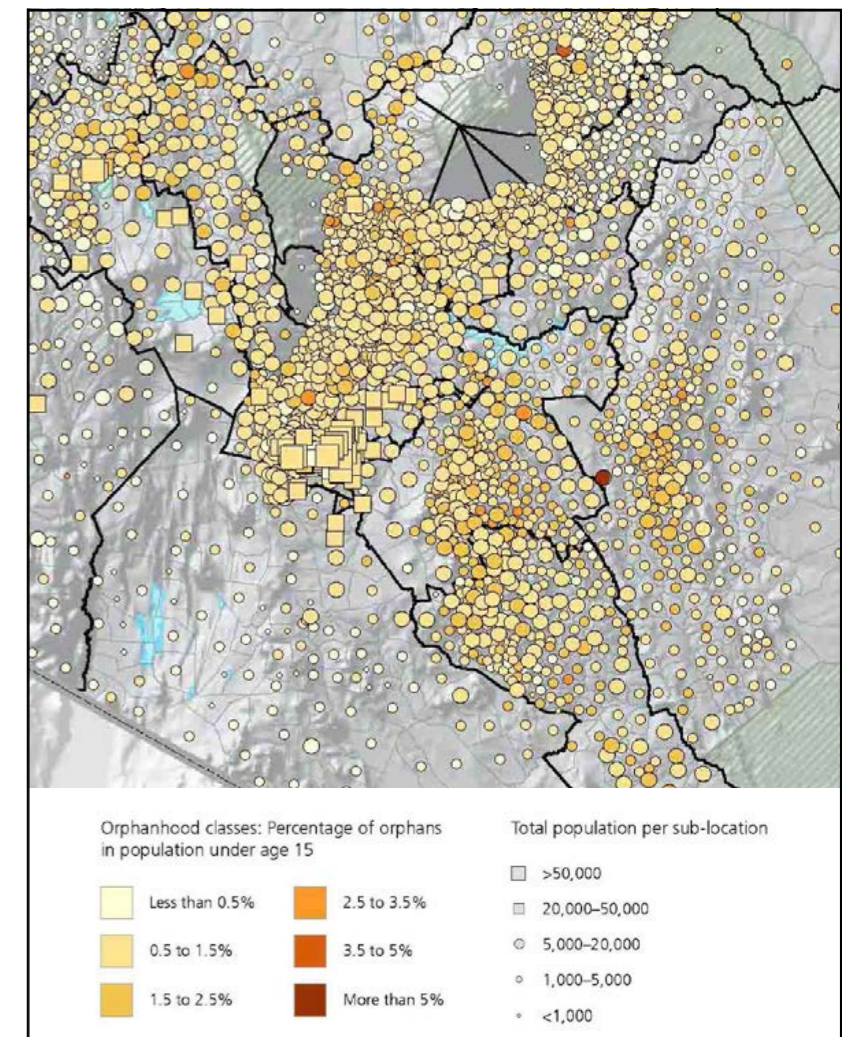 Orphanhood classes: Percentage of orphans
in population under age 15
Less than 0.5%
0.5 to 1.5%
1.5 to 2.5%
2.5 to 3.5%
3.5 to 5%
More than 5%
Total population per sub-location
>50,000
20,000–50,000
5,000–20,000
1,000–5,000
<1,000